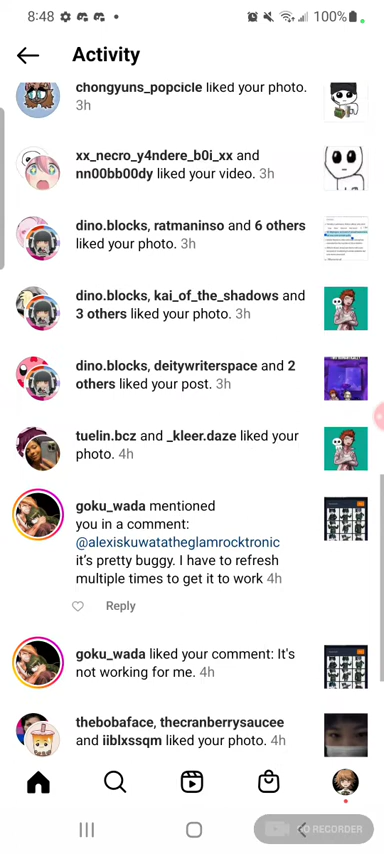 8:48 100%
Activity
chongyuns_popcicle liked your photo.
3h
xx_necro_y4ndere_b0i_xx and
nn00bb00dy liked your video. 3h
dino.blocks, ratmaninso and 6 others
liked your photo. 3h
dino.blocks, kai_of_the_shadows and
3 others liked your photo. 3h
dino.blocks, deitywriterspace and 2
others liked your post. 3h
tuelin.bcz and _kleer.daze liked your
photo. 4h
goku_wada mentioned
you in a comment:
@alexiskuwatatheglamrocktronic
it's pretty buggy. I have to refresh
multiple times to get it to work 4h
Reply
goku_wada liked your comment: It's
not working for me. 4h
thebobaface, thecranberrysaucee
and iiblxssqm liked your photo. 4h
RECORDER